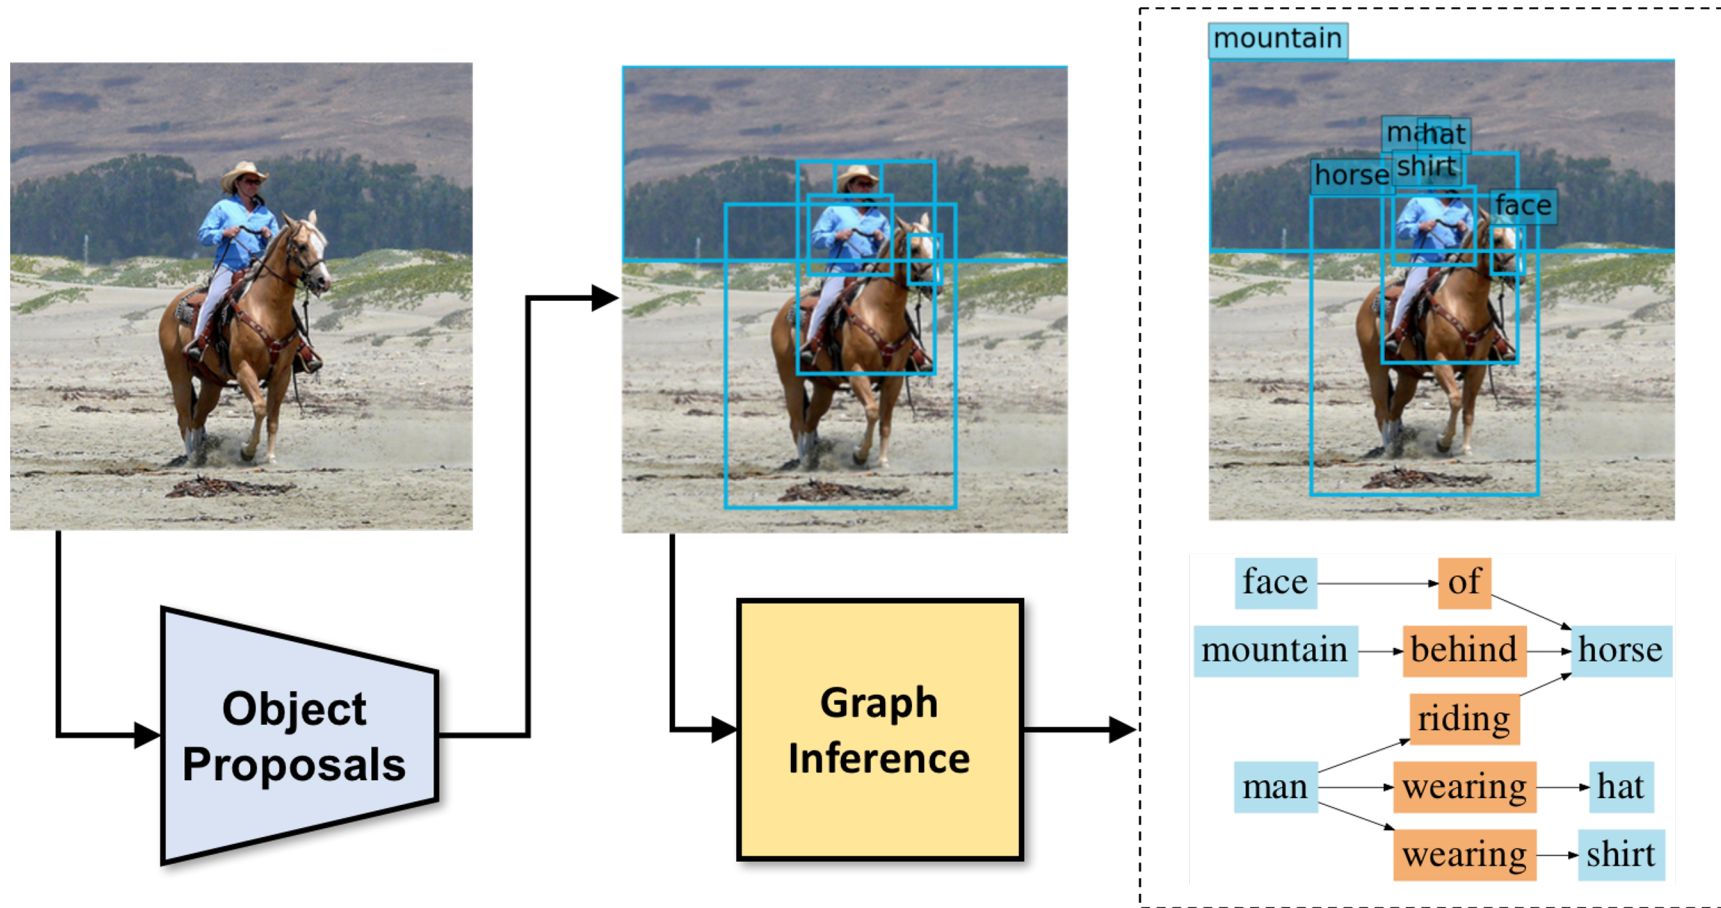 mountain
man
hat
shirt
horse
face
Object
Proposals
Graph
Inference
face of
mountain behind horse
riding
man wearing hat
wearing shirt